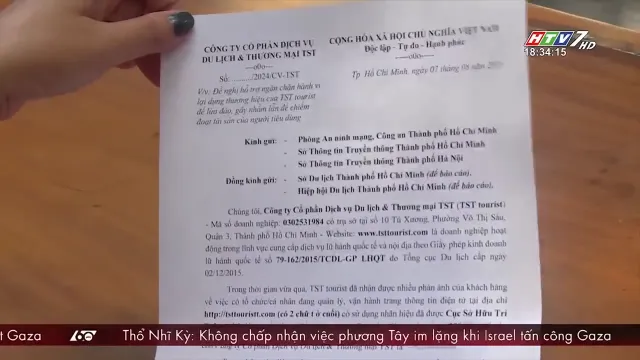 HTV7 HD
18:34:15
CÔNG TY CỔ PHẦN DỊCH VỤ
DU LỊCH & THƯƠNG MẠI TST
---o0o---
Số: ............/2024/CV-TST
V/v: Đề nghị hỗ trợ ngăn chặn hành vi
lợi dụng thương hiệu của TST tourist
để lừa đảo, gây nhầm lẫn để chiếm
đoạt tài sản của người tiêu dùng
CỘNG HÒA XÃ HỘI CHỦ NGHĨA VIỆT NAM
Độc lập - Tự do - Hạnh phúc
---o0o---
Tp. Hồ Chí Minh, ngày 07 tháng 08 năm
Kính gửi: - Phòng An ninh mạng, Công an Thành phố Hồ Chí Minh
- Sở Thông tin Truyền thông Thành phố Hồ Chí Minh
- Sở Thông tin Truyền thông Thành phố Hà Nội
Đồng kính gửi: - Sở Du lịch Thành phố Hồ Chí Minh (để báo cáo).
- Hiệp hội Du lịch Thành phố Hồ Chí Minh (để báo cáo).
Chúng tôi, Công ty Cổ phần Dịch vụ Du lịch & Thương mại TST (TST tourist)
- Mã số doanh nghiệp: 0302531984 có trụ sở tại số 10 Tú Xương, Phường Võ Thị Sáu,
Quận 3, Thành phố Hồ Chí Minh - Website: www.tsttourist.com là doanh nghiệp hoạt
động trong lĩnh vực cung cấp dịch vụ lữ hành quốc tế và nội địa theo Giấy phép kinh doanh
lữ hành quốc tế số 79-162/2015/TCDL-GP LHQT do Tổng cục Du lịch cấp ngày
02/12/2015.
Trong thời gian vừa qua, TST tourist đã nhận được nhiều phản ánh của khách hàng
về việc có tổ chức/cá nhân đang quản lý, vận hành trang thông tin điện tử tại địa chỉ
http://tsttouristt.com (có 2 chữ t ở cuối) có sử dụng nhãn hiệu đã được Cục Sở Hữu Trí
t Gaza 60 Thổ Nhĩ Kỳ: Không chấp nhận việc phương Tây im lặng khi Israel tấn công Gaza